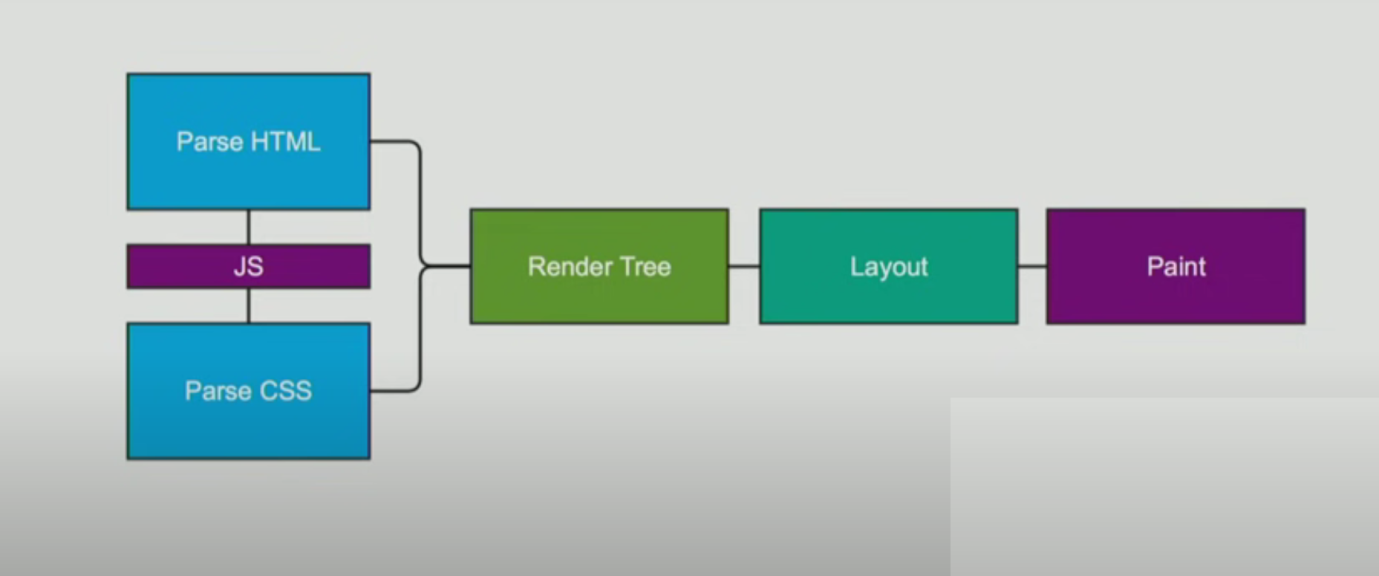 Parse HTML
JS
Parse CSS
Render Tree
Layout
Paint